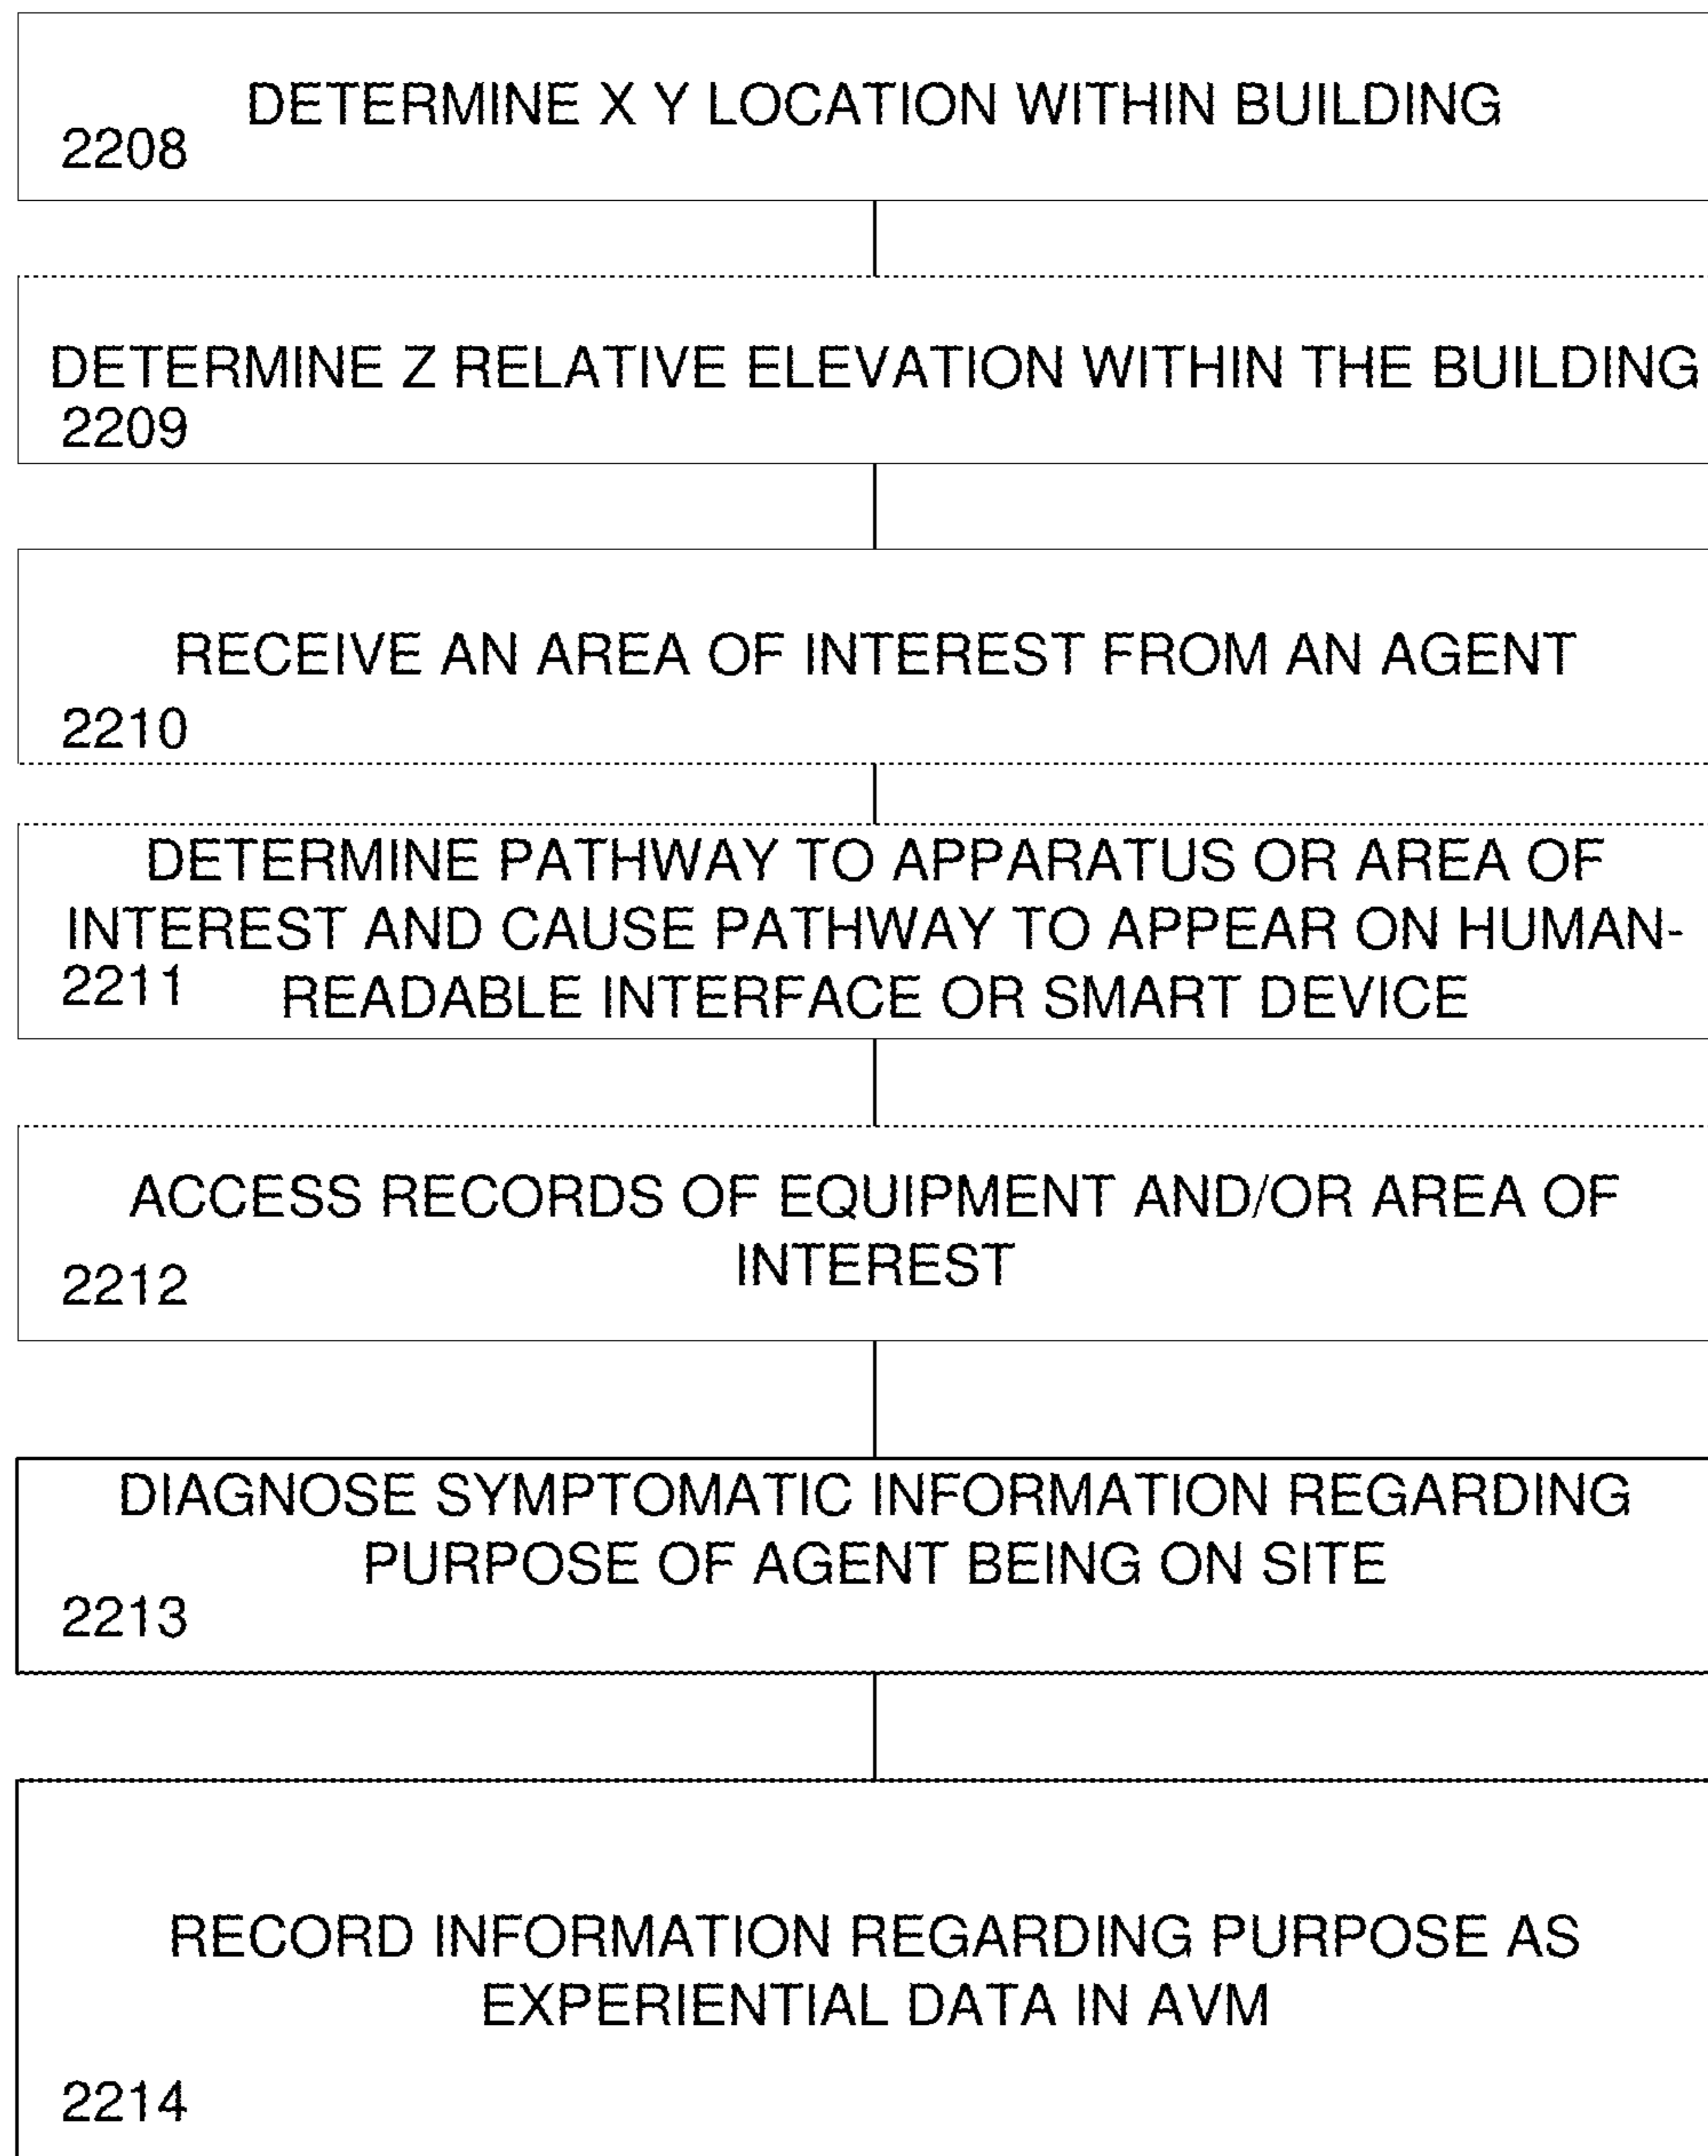 DETERMINE X Y LOCATION WITHIN BUILDING
2208
DETERMINE Z RELATIVE ELEVATION WITHIN THE BUILDING
2209
RECEIVE AN AREA OF INTEREST FROM AN AGENT
2210
DETERMINE PATHWAY TO APPARATUS OR AREA OF
INTEREST AND CAUSE PATHWAY TO APPEAR ON HUMAN-
READABLE INTERFACE OR SMART DEVICE
2211
ACCESS RECORDS OF EQUIPMENT AND/OR AREA OF
INTEREST
2212
DIAGNOSE SYMPTOMATIC INFORMATION REGARDING
PURPOSE OF AGENT BEING ON SITE
2213
RECORD INFORMATION REGARDING PURPOSE AS
EXPERIENTIAL DATA IN AVM
2214